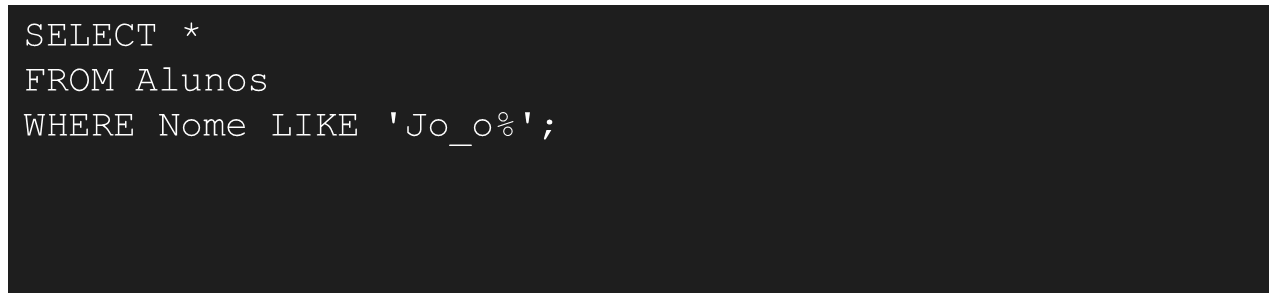 SELECT *
FROM Alunos
WHERE Nome LIKE 'Jo_o%';